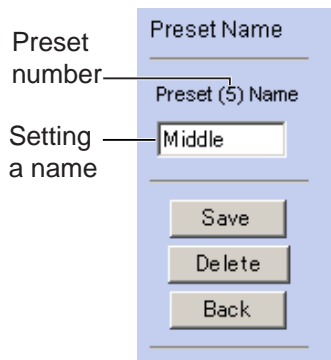 Preset Name
Preset
number
Preset (5) Name
Setting
a name
Middle
Save
Delete
Back